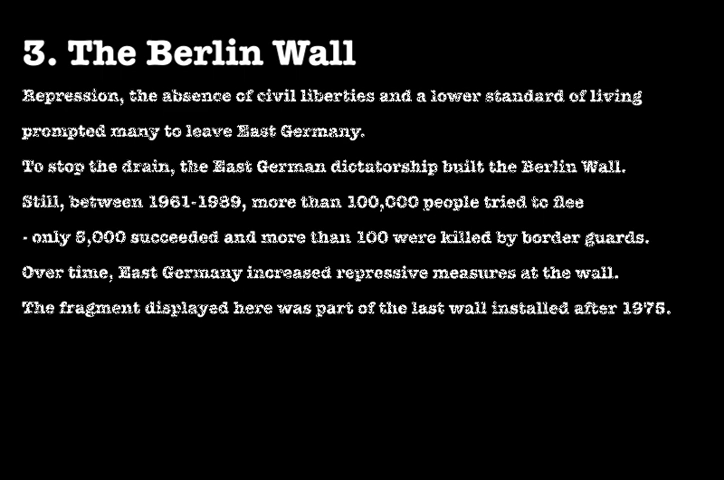 3. The Berlin Wall
Repression, the absence of civil liberties and a lower standard of living
prompted many to leave East Germany.
To stop the drain, the East German dictatorship built the Berlin Wall.
Still, between 1961-1989, more than 100,000 people tried to flee
- only 5,000 succeeded and more than 100 were killed by border guards.
Over time, East Germany increased repressive measures at the wall.
The fragment displayed here was part of the last wall installed after 1975.